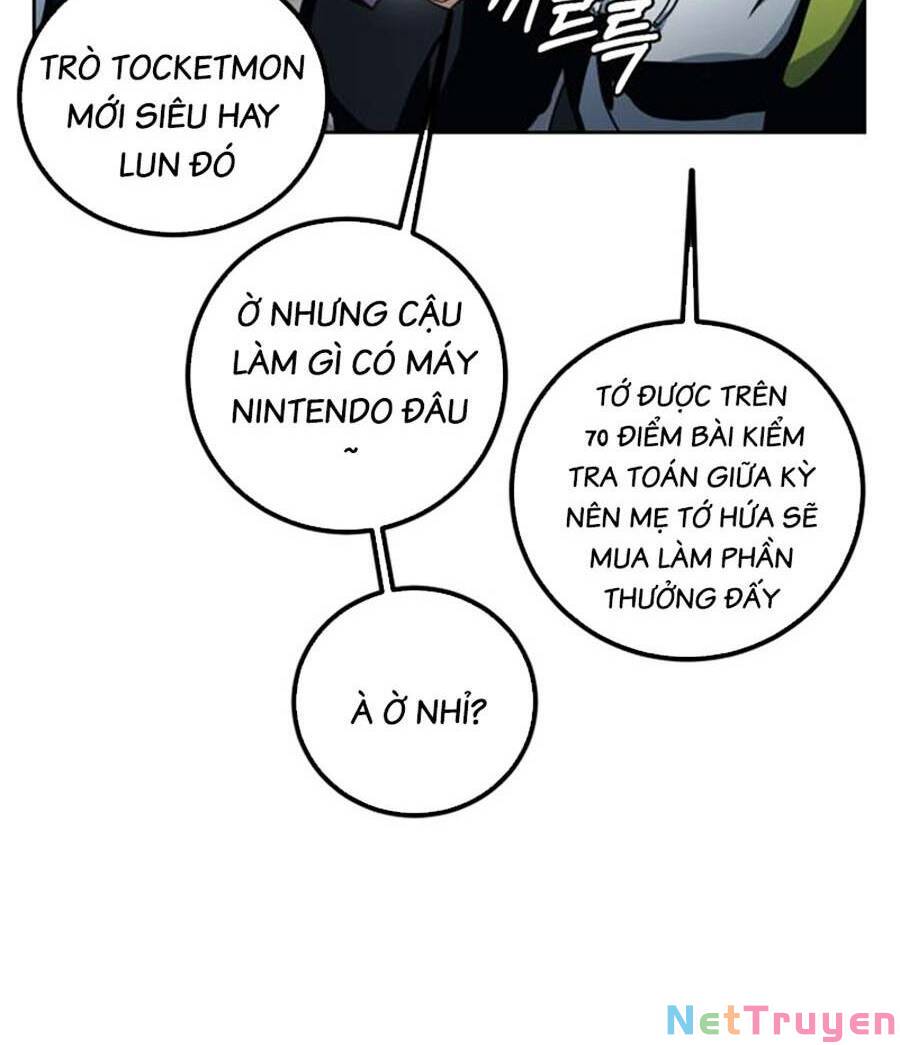 TRÒ TOCKETMON
MỚI SIÊU HAY
LUN ĐÓ
Ờ NHƯNG CẬU
LÀM GÌ CÓ MÁY
NINTENDO ĐÂU
~
TỚ ĐƯỢC TRÊN
70 ĐIỂM BÀI KIỂM
TRA TOÁN GIỮA KỲ
NÊN MẸ TỚ HỨA SẼ
MUA LÀM PHẦN
THƯỞNG ĐẤY
À Ờ NHỈ?
NetTruyen